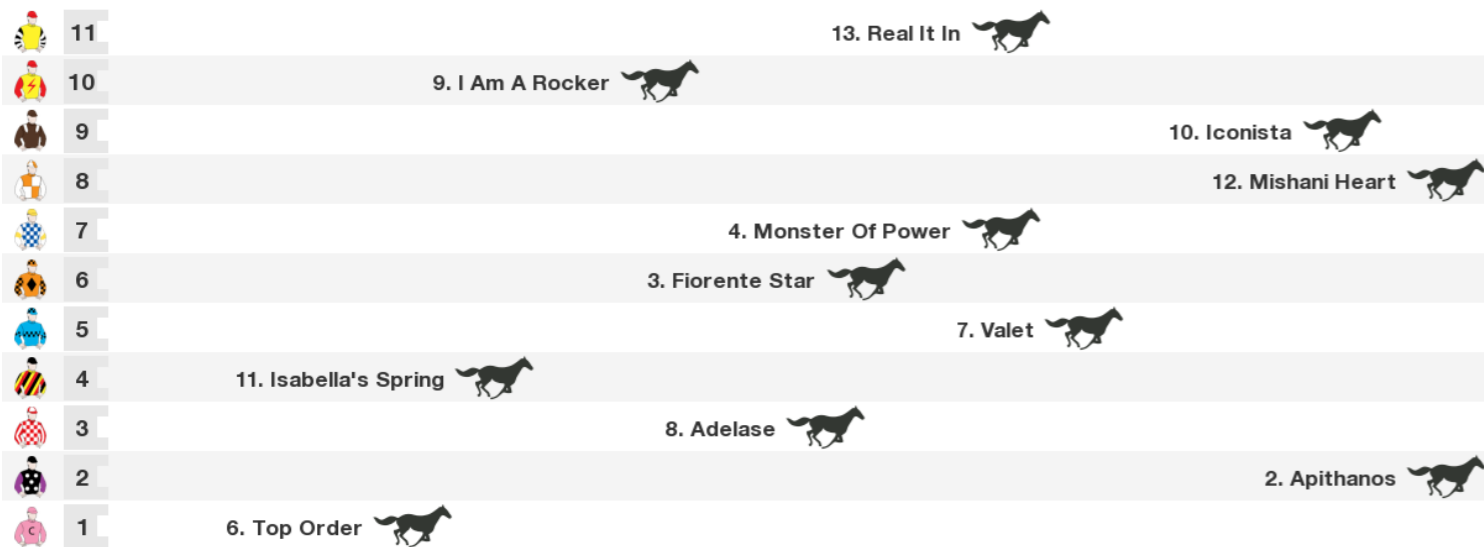 11 13. Real It In
10 9. I Am A Rocker
9 10. Iconista
8 12. Mishani Heart
7 4. Monster Of Power
6 3. Fiorente Star
5 7. Valet
4 11. Isabella's Spring
3 8. Adelase
2 2. Apithanos
C 1 6. Top Order